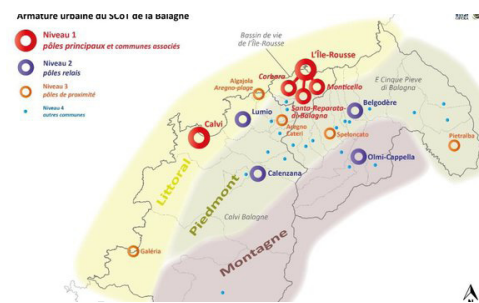 Armature urbaine du SCoT de la Balagne
Niveau 1
pôles principaux et communes associés
Niveau 2
pôles relais
Niveau 3
pôles de proximité
Niveau 4
autres communes
Bassin de vie
de l'Île-Rousse
L'Île-Rousse
Corbara
Monticello
Algajola
Aregno-plage
Santa-Reparata-
di-Balagna
E Cinque Pieve
di Balagna
Lumio
Belgodère
Avegno
Cateri
Speloncato
Calvi
Pietralba
Olmi-Cappella
Calenzana
Littoral
Piedmont
Calvi Balagne
Montagne
Galéria
N